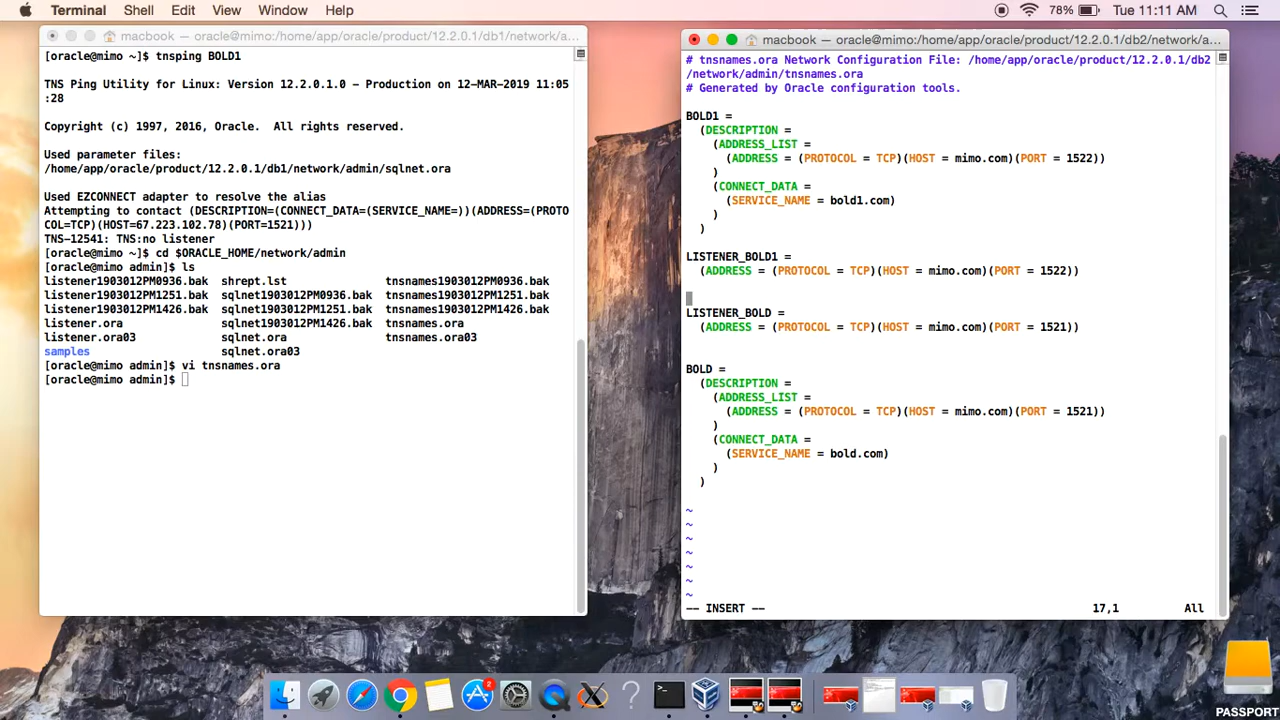 Terminal Shell Edit View Window Help 78% Tue 11:11 AM
macbook — oracle@mimo:/home/app/oracle/product/12.2.0.1/db1/network/a...
[oracle@mimo ~]$ tnsping BOLD1
TNS Ping Utility for Linux: Version 12.2.0.1.0 - Production on 12-MAR-2019 11:05
:28
Copyright (c) 1997, 2016, Oracle.  All rights reserved.
Used parameter files:
/home/app/oracle/product/12.2.0.1/db1/network/admin/sqlnet.ora
Used EZCONNECT adapter to resolve the alias
Attempting to contact (DESCRIPTION=(CONNECT_DATA=(SERVICE_NAME=))(ADDRESS=(PROTO
COL=TCP)(HOST=67.223.102.78)(PORT=1521)))
TNS-12541: TNS:no listener
[oracle@mimo ~]$ cd $ORACLE_HOME/network/admin
[oracle@mimo admin]$ ls
listener1903012PM0936.bak  shrept.lst               tnsnames1903012PM0936.bak
listener1903012PM1251.bak  sqlnet1903012PM0936.bak  tnsnames1903012PM1251.bak
listener1903012PM1426.bak  sqlnet1903012PM1251.bak  tnsnames1903012PM1426.bak
listener.ora               sqlnet1903012PM1426.bak  tnsnames.ora
listener.ora03             sqlnet.ora               tnsnames.ora03
samples                    sqlnet.ora03
[oracle@mimo admin]$ vi tnsnames.ora
[oracle@mimo admin]$
macbook — oracle@mimo:/home/app/oracle/product/12.2.0.1/db2/network/a...
# tnsnames.ora Network Configuration File: /home/app/oracle/product/12.2.0.1/db2
/network/admin/tnsnames.ora
# Generated by Oracle configuration tools.
BOLD1 =
  (DESCRIPTION =
    (ADDRESS_LIST =
      (ADDRESS = (PROTOCOL = TCP)(HOST = mimo.com)(PORT = 1522))
    )
    (CONNECT_DATA =
      (SERVICE_NAME = bold1.com)
    )
  )
LISTENER_BOLD1 =
  (ADDRESS = (PROTOCOL = TCP)(HOST = mimo.com)(PORT = 1522))
LISTENER_BOLD =
  (ADDRESS = (PROTOCOL = TCP)(HOST = mimo.com)(PORT = 1521))
BOLD =
  (DESCRIPTION =
    (ADDRESS_LIST =
      (ADDRESS = (PROTOCOL = TCP)(HOST = mimo.com)(PORT = 1521))
    )
    (CONNECT_DATA =
      (SERVICE_NAME = bold.com)
    )
  )
~
~
~
~
~
~
~
-- INSERT --    17,1    All
2
PASSPORT